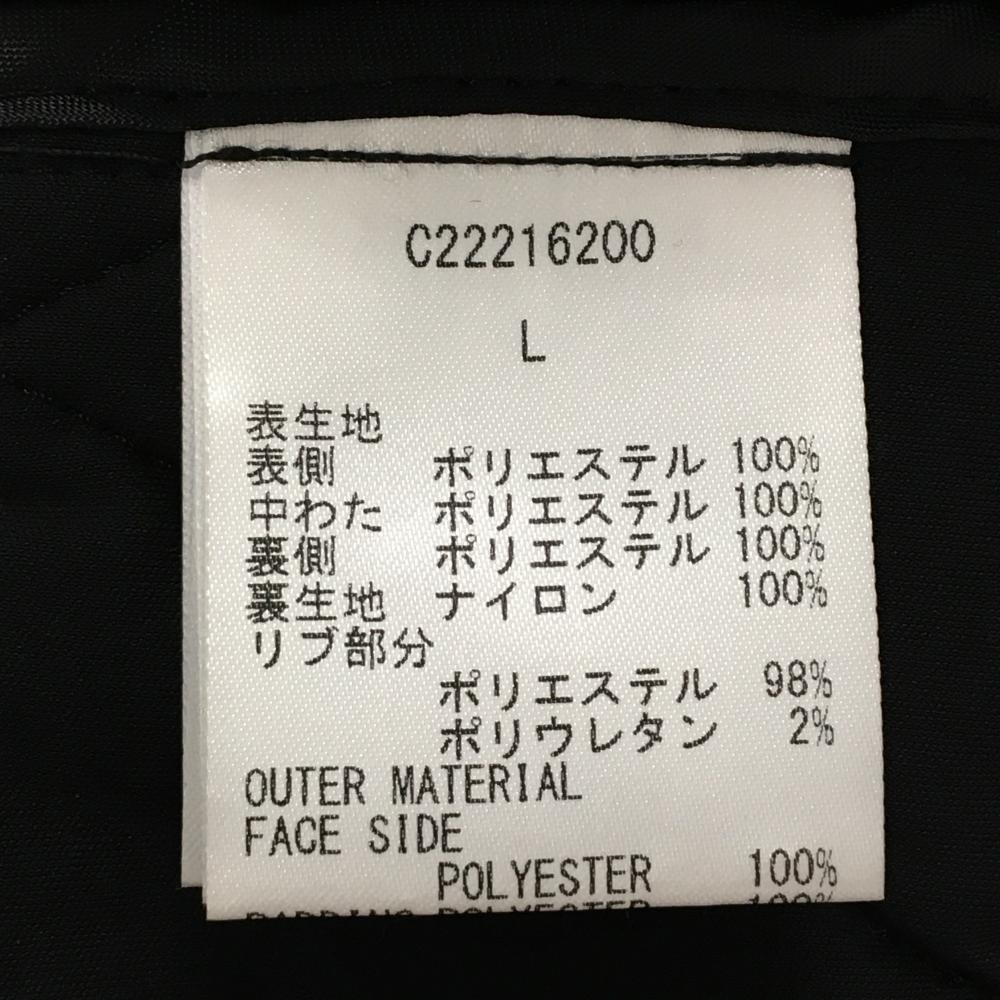 C22216200
L
表生地
表側 ポリエステル 100%
中わた ポリエステル 100%
裏側 ポリエステル 100%
裏生地 ナイロン 100%
リブ部分
ポリエステル 98%
ポリウレタン 2%
OUTER MATERIAL
FACE SIDE
POLYESTER 100%
PADDING POLYESTER 100%